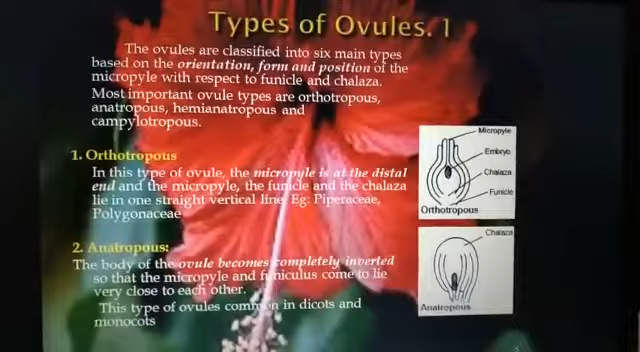 Types of Ovules. 1
The ovules are classified into six main types
based on the orientation, form and position of the
micropyle with respect to funicle and chalaza.
Most important ovule types are orthotropous,
anatropous, hemianatropous and
campylotropous.
1. Orthotropous
In this type of ovule, the micropyle is at the distal
end and the micropyle, the funicle and the chalaza
lie in one straight vertical line. Eg: Piperaceae,
Polygonaceae
2. Anatropous:
The body of the ovule becomes completely inverted
so that the micropyle and funiculus come to lie
very close to each other.
This type of ovules common in dicots and
monocots
Micropyle
Embryo
Chalaza
Funicle
Orthotropous
Chalaza
Anatropous